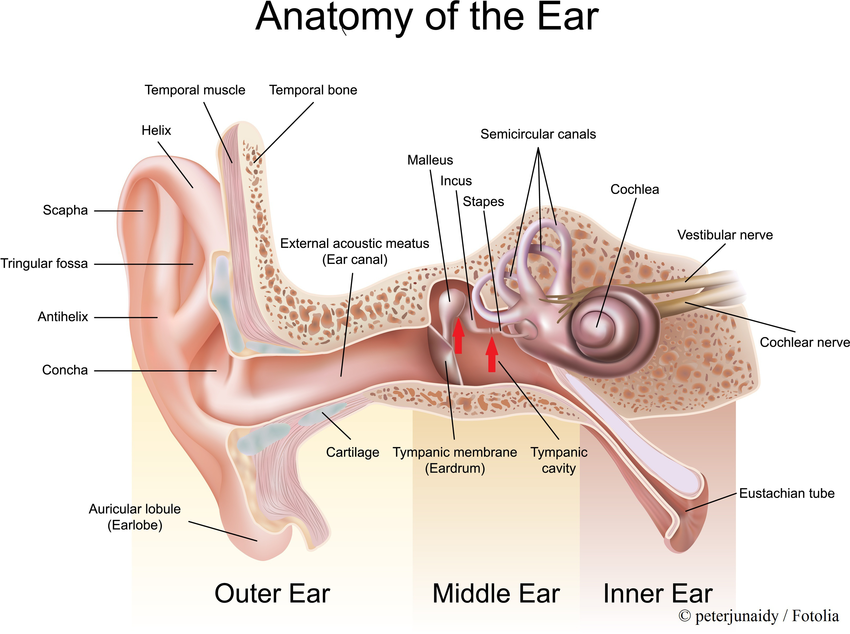 Anatomy of the Ear
Temporal muscle
Temporal bone
Helix
Semicircular canals
Malleus
Incus
Stapes
Cochlea
Scapha
External acoustic meatus
(Ear canal)
Vestibular nerve
Tringular fossa
Antihelix
Cochlear nerve
Concha
Cartilage
Tympanic membrane
(Eardrum)
Tympanic
cavity
Eustachian tube
Auricular lobule
(Earlobe)
Outer Ear
Middle Ear
Inner Ear
© peterjunaidy / Fotolia